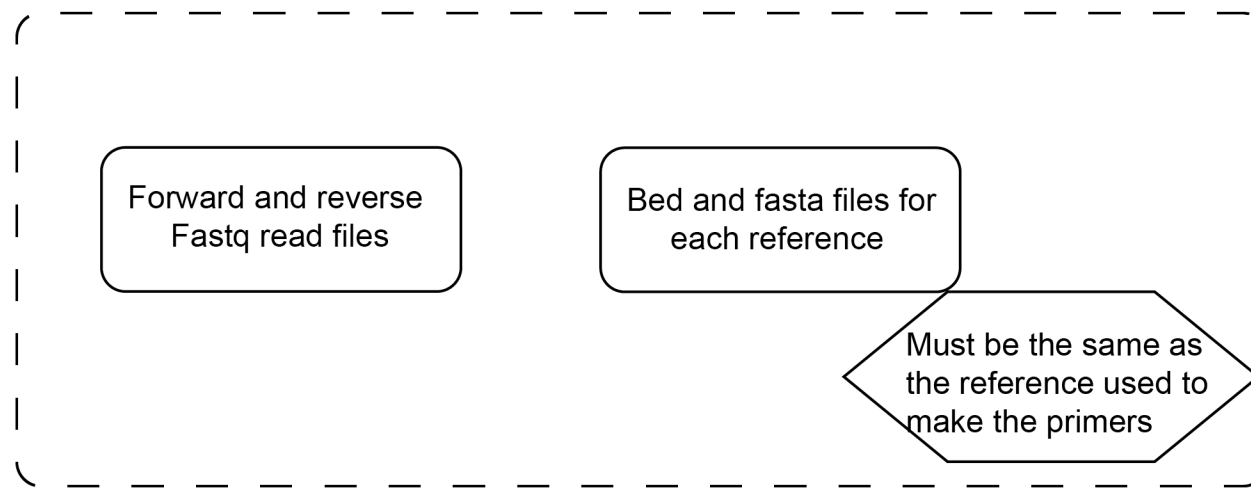 Forward and reverse
Fastq read files
Bed and fasta files for
each reference
Must be the same as
the reference used to
make the primers